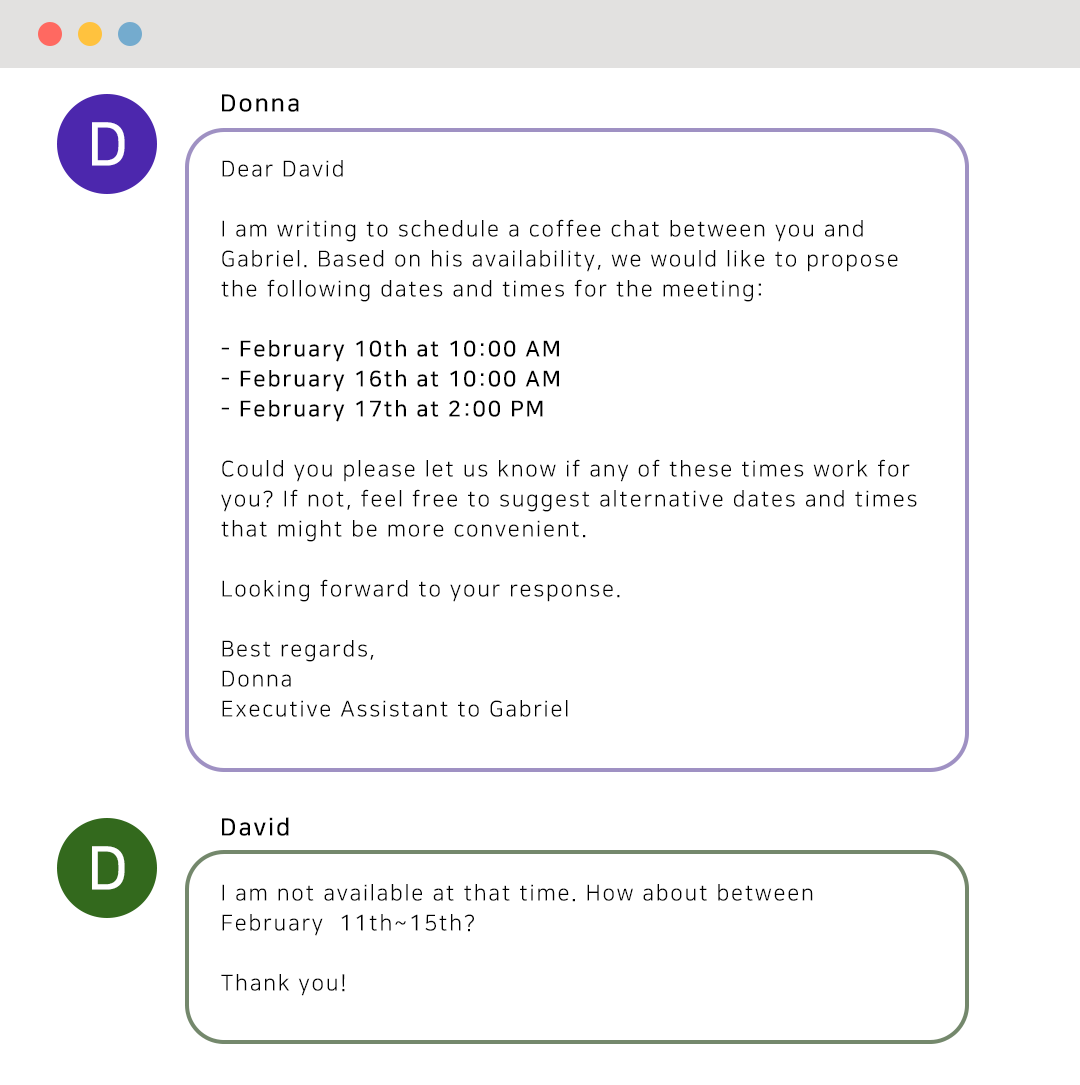 Donna
D
Dear David
I am writing to schedule a coffee chat between you and
Gabriel. Based on his availability, we would like to propose
the following dates and times for the meeting:
- February 10th at 10:00 AM
- February 16th at 10:00 AM
- February 17th at 2:00 PM
Could you please let us know if any of these times work for
you? If not, feel free to suggest alternative dates and times
that might be more convenient.
Looking forward to your response.
Best regards,
Donna
Executive Assistant to Gabriel
David
D
I am not available at that time. How about between
February  11th~15th?
Thank you!